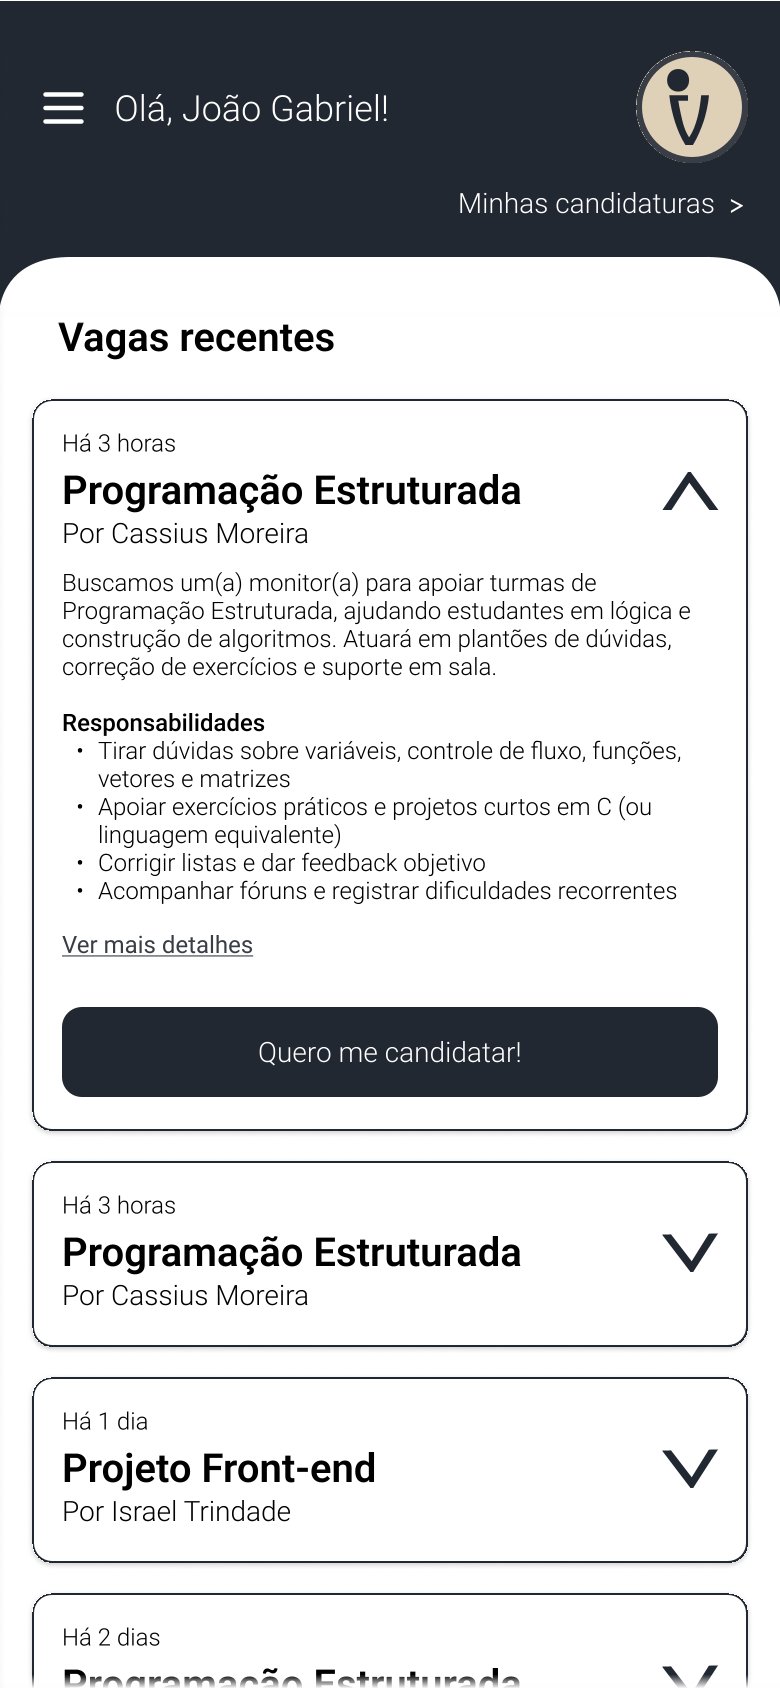 Olá, João Gabriel!
Minhas candidaturas >
Vagas recentes
Há 3 horas
Programação Estruturada
Por Cassius Moreira
Buscamos um(a) monitor(a) para apoiar turmas de
Programação Estruturada, ajudando estudantes em lógica e
construção de algoritmos. Atuará em plantões de dúvidas,
correção de exercícios e suporte em sala.
Responsabilidades
• Tirar dúvidas sobre variáveis, controle de fluxo, funções,
vetores e matrizes
• Apoiar exercícios práticos e projetos curtos em C (ou
linguagem equivalente)
• Corrigir listas e dar feedback objetivo
• Acompanhar fóruns e registrar dificuldades recorrentes
Ver mais detalhes
Quero me candidatar!
Há 3 horas
Programação Estruturada
Por Cassius Moreira
Há 1 dia
Projeto Front-end
Por Israel Trindade
Há 2 dias
Programação Estruturada